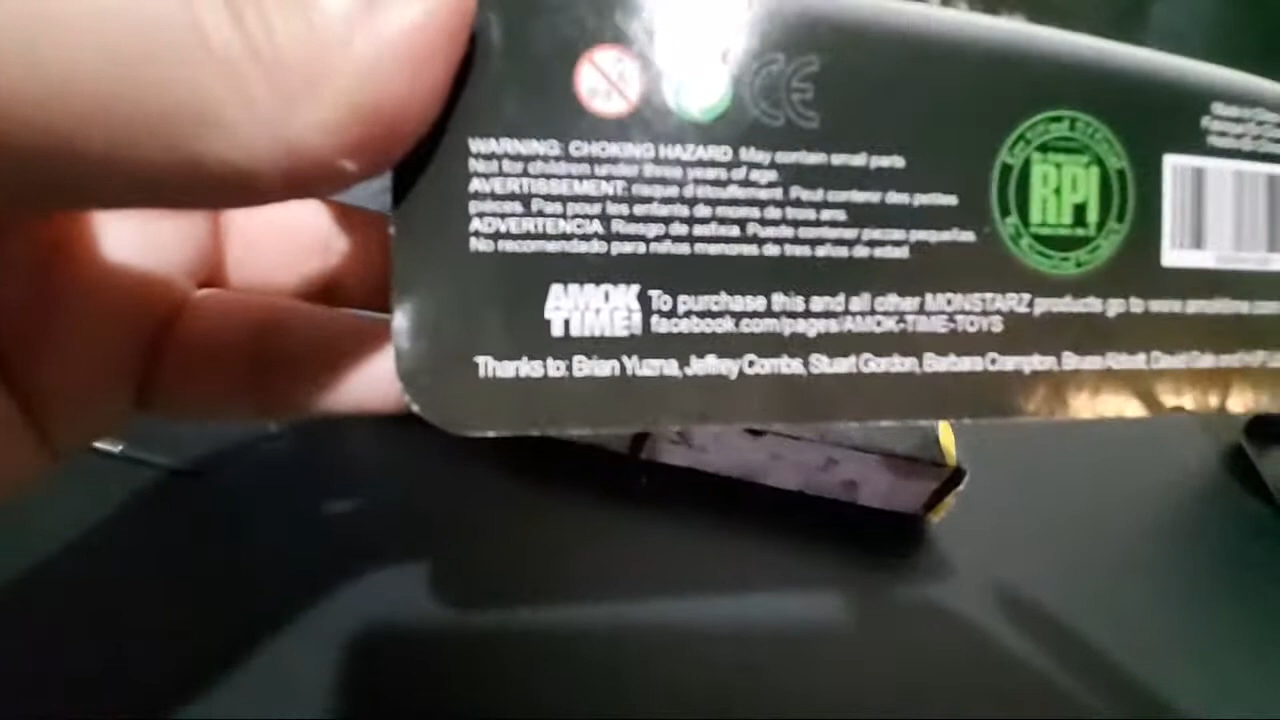 CE
WARNING: CHOKING HAZARD. May contain small parts
Not for children under three years of age.
AVERTISSEMENT: risque d'étouffement. Peut contenir des petites
pièces. Pas pour les enfants de moins de trois ans.
ADVERTENCIA: Riesgo de asfixia. Puede contener piezas pequeñas.
No recomendado para niños menores de tres años de edad.
RPI
AMOK
TIME!
To purchase this and all other MONSTARZ products go to
facebook.com/pages/AMOK-TIME-TOYS
Thanks to: Brian Yuzna, Jeffrey Combs, Stuart Gordon, Barbara Crampton, Bruce Abbott,